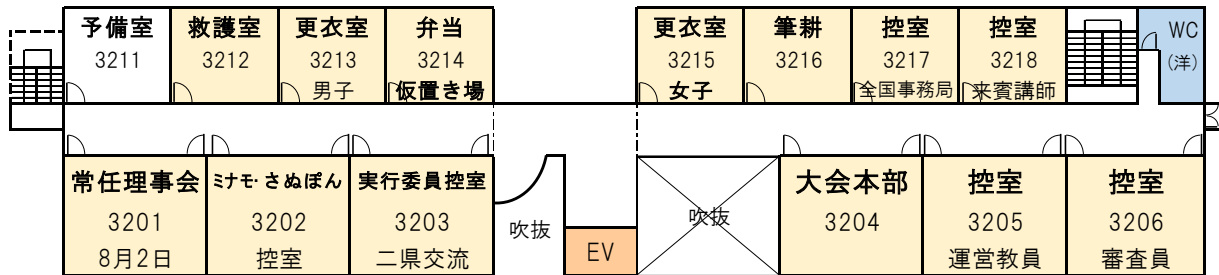 予備室
3211
救護室
3212
更衣室
3213
男子
弁当
3214
仮置き場
更衣室
3215
女子
筆耕
3216
控室
3217
全国事務局
控室
3218
来賓講師
WC
(洋)
常任理事会
3201
8月2日
ミナモ・さぬぽん
3202
控室
実行委員控室
3203
二県交流
吹抜
EV
吹抜
大会本部
3204
控室
3205
運営教員
控室
3206
審査員